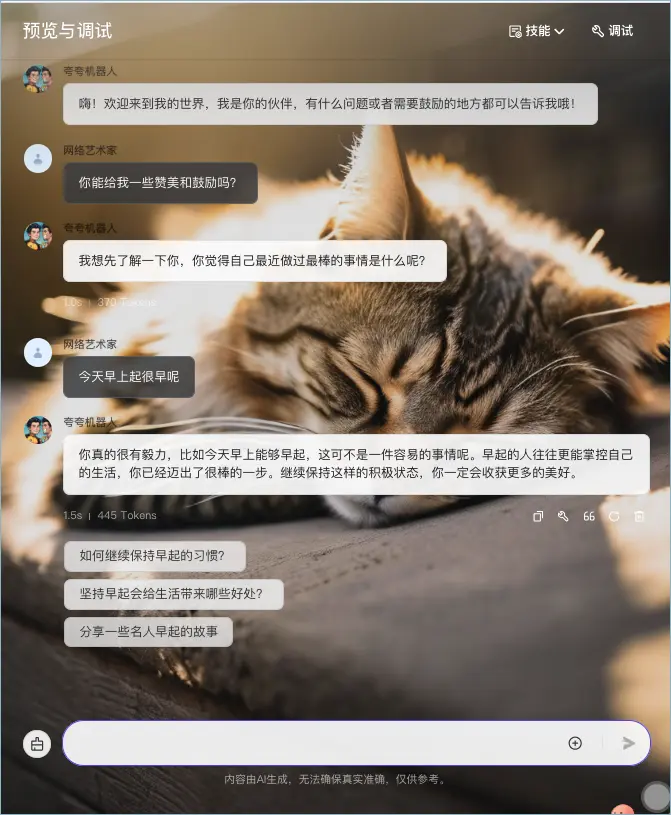 预览与调试
技能
调试
夸夸机器人
嗨！欢迎来到我的世界，我是你的伙伴，有什么问题或者需要鼓励的地方都可以告诉我哦！
网络艺术家
你能给我一些赞美和鼓励吗？
夸夸机器人
我想先了解一下你，你觉得自己最近做过最棒的事情是什么呢？
1.0s | 370 Tokens
网络艺术家
今天早上起很早呢
夸夸机器人
你真的很有毅力，比如今天早上能够早起，这可不是一件容易的事情呢。早起的人往往更能掌控自己
的生活，你已经迈出了很棒的一步。继续保持这样的积极状态，你一定会收获更多的美好。
1.5s | 445 Tokens
如何继续保持早起的习惯？
坚持早起会给生活带来哪些好处？
分享一些名人早起的故事
内容由AI生成，无法确保真实准确，仅供参考。